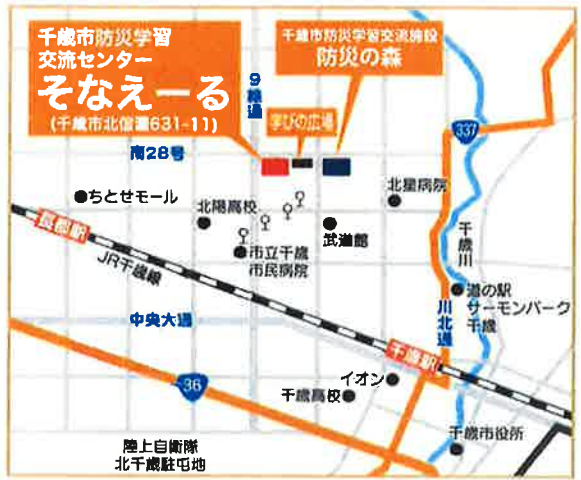 千歳市防災学習
交流センター
そなえーる
(千歳市北信濃631-11)
千歳市防災学習交流施設
防災の森
学びの広場
9線通
南28号
337
ちとせモール
北陽高校
北星病院
武道館
市立千歳
市民病院
千歳川
長都駅
JR千歳線
道の駅
サーモンパーク
千歳
川北通
中央大通
千歳駅
36
イオン
千歳高校
千歳市役所
陸上自衛隊
北千歳駐屯地